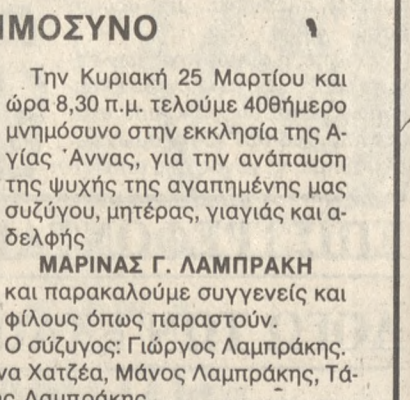 ΙΜΟΣΥΝΟ
Την Κυριακή 25 Μαρτίου και
ώρα 8,30 π.μ. τελούμε 40θήμερο
μνημόσυνο στην εκκλησία της Α-
γίας Άννας, για την ανάπαυση
της ψυχής της αγαπημένης μας
συζύγου, μητέρας, γιαγιάς και α-
δελφής
ΜΑΡΙΝΑΣ Γ. ΛΑΜΠΡΑΚΗ
και παρακαλούμε συγγενείς και
φίλους όπως παραστούν.
Ο σύζυγος: Γιώργος Λαμπράκης.
να Χατζέα, Μάνος Λαμπράκης, Τά-
Λαμπράκης